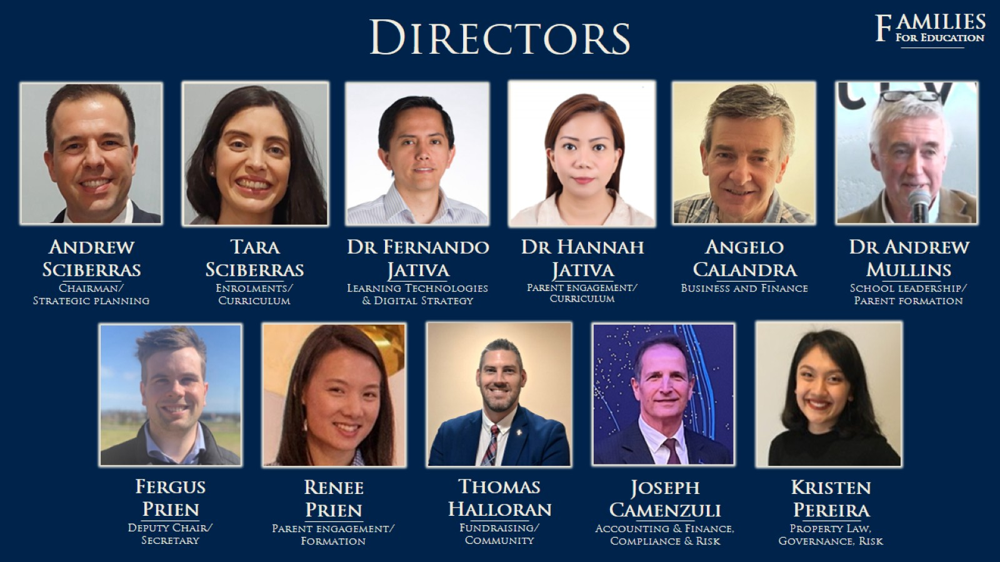 DIRECTORS
FAMILIES
FOR EDUCATION
ANDREW
SCIBERRAS
CHAIRMAN/
STRATEGIC PLANNING
TARA
SCIBERRAS
ENROLMENTS/
CURRICULUM
DR FERNANDO
JATIVA
LEARNING TECHNOLOGIES
& DIGITAL STRATEGY
DR HANNAH
JATIVA
PARENT ENGAGEMENT/
CURRICULUM
ANGELO
CALANDRA
BUSINESS AND FINANCE
DR ANDREW
MULLINS
SCHOOL LEADERSHIP/
PARENT FORMATION
FERGUS
PRIEN
DEPUTY CHAIR/
SECRETARY
RENEE
PRIEN
PARENT ENGAGEMENT/
FORMATION
THOMAS
HALLORAN
FUNDRAISING/
COMMUNITY
JOSEPH
CAMENZULI
ACCOUNTING & FINANCE,
COMPLIANCE & RISK
KRISTEN
PEREIRA
PROPERTY LAW,
GOVERNANCE, RISK